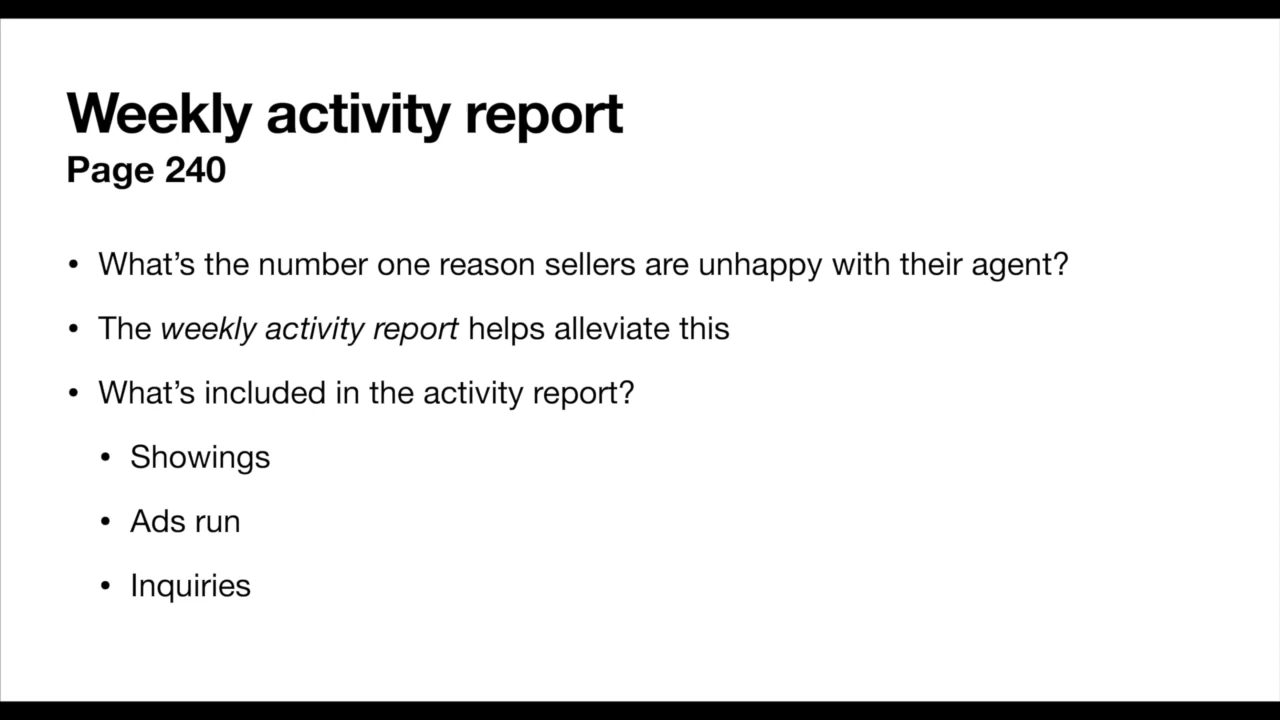 Weekly activity report
Page 240
• What’s the number one reason sellers are unhappy with their agent?
• The weekly activity report helps alleviate this
• What’s included in the activity report?
• Showings
• Ads run
• Inquiries